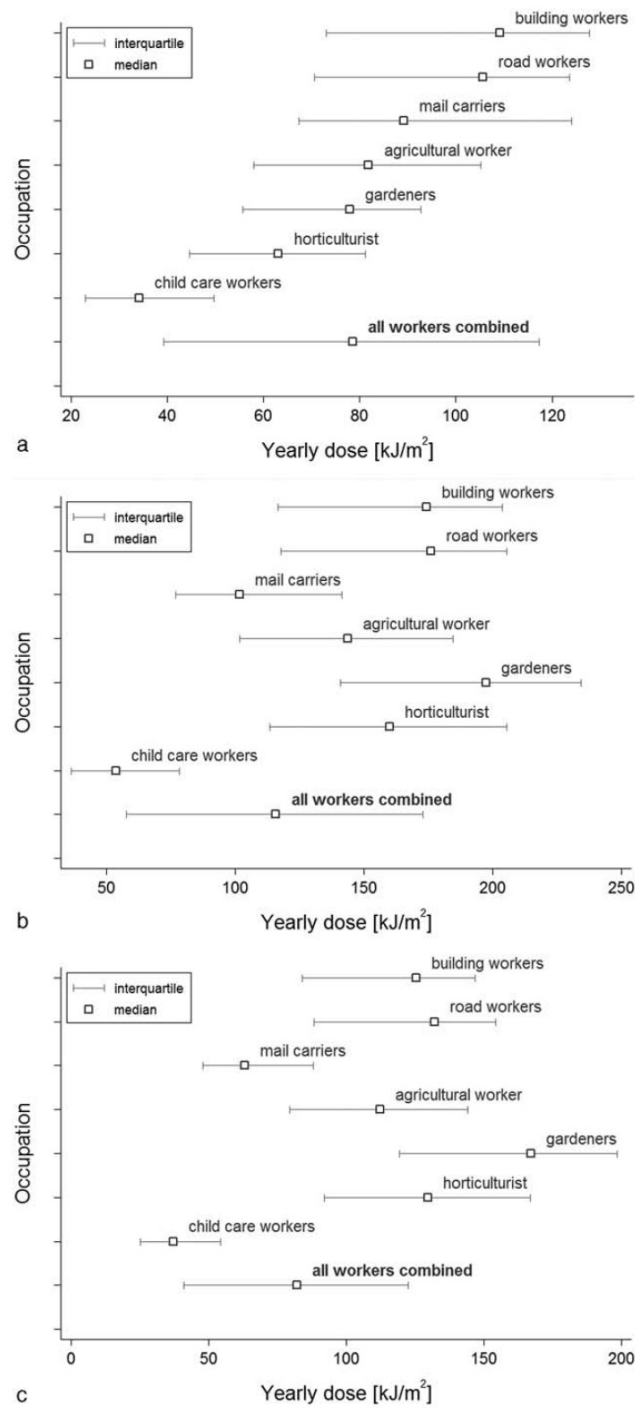 building workers
interquartile
median
road workers
mail carriers
agricultural worker
gardeners
horticulturist
child care workers
all workers combined
Occupation
20 40 60 80 100 120
a
Yearly dose [kJ/m²]
building workers
interquartile
median
road workers
mail carriers
agricultural worker
gardeners
horticulturist
child care workers
all workers combined
Occupation
50 100 150 200 250
b
Yearly dose [kJ/m²]
building workers
interquartile
median
road workers
mail carriers
agricultural worker
gardeners
horticulturist
child care workers
all workers combined
Occupation
0 50 100 150 200
c
Yearly dose [kJ/m²]